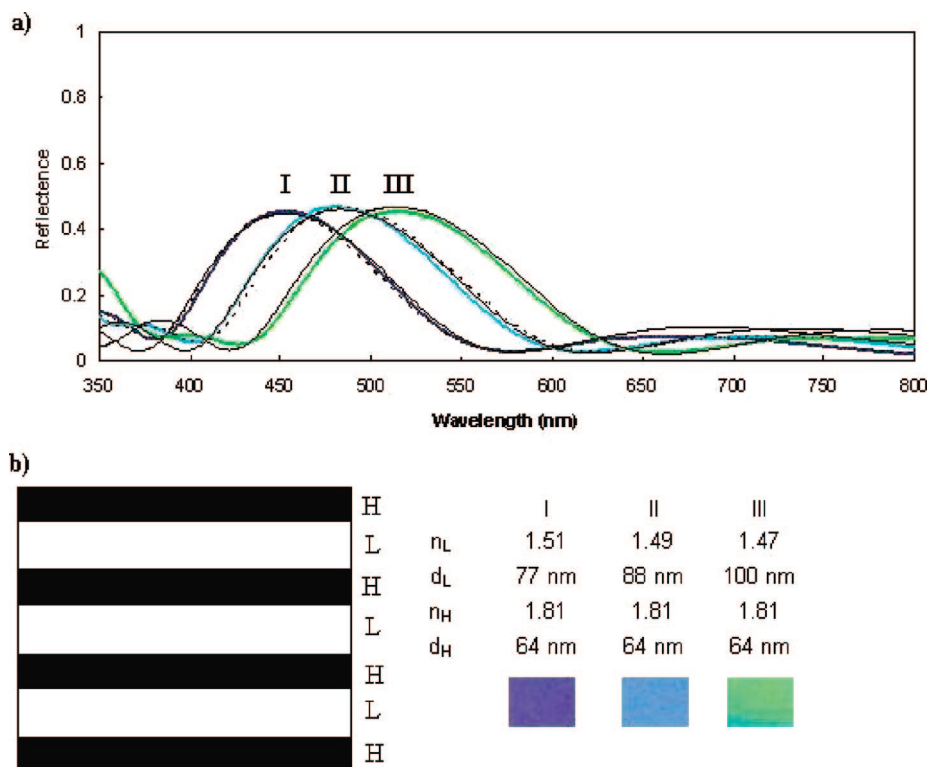 a)
1
0.8
0.6
0.4
0.2
0
Reflectence
I II III
350 400 450 500 550 600 650 700 750 800
Wavelength (nm)
b)
H
L
H
L
H
L
H
I II III
nL 1.51 1.49 1.47
dL 77 nm 88 nm 100 nm
nH 1.81 1.81 1.81
dH 64 nm 64 nm 64 nm